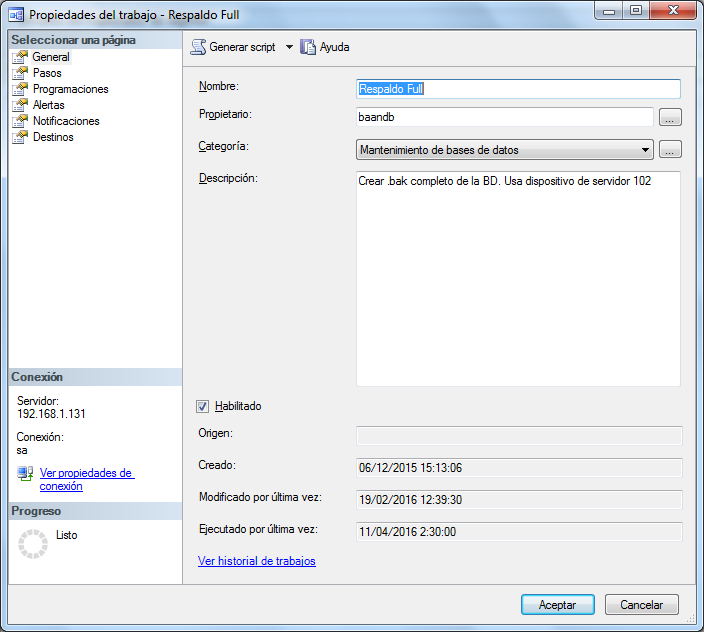 Propiedades del trabajo - Respaldo Full
Seleccionar una página
General
Pasos
Programaciones
Alertas
Notificaciones
Destinos
Conexión
Servidor:
192.168.1.131
Conexión:
sa
Ver propiedades de
conexión
Progreso
Listo
Generar script
Ayuda
Nombre:
Respaldo Full
Propietario:
baandb
...
Categoría:
Mantenimiento de bases de datos
...
Descripción:
Crear .bak completo de la BD. Usa dispositivo de servidor 102
Habilitado
Origen:
Creado:
06/12/2015 15:13:06
Modificado por última vez:
19/02/2016 12:39:30
Ejecutado por última vez:
11/04/2016 2:30:00
Ver historial de trabajos
Aceptar
Cancelar